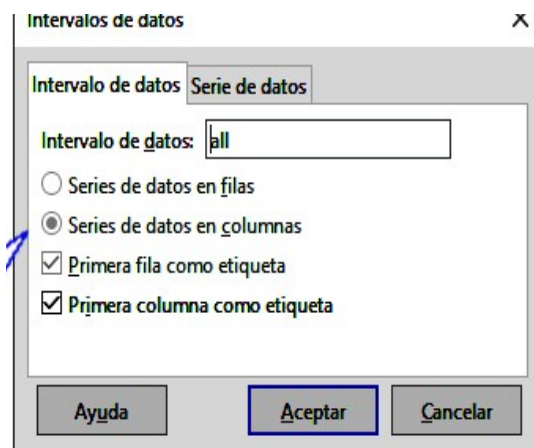 Intervalos de datos X
Intervalo de datos Serie de datos
Intervalo de datos: all
Series de datos en filas
Series de datos en columnas
Primera fila como etiqueta
Primera columna como etiqueta
Ayuda Aceptar Cancelar